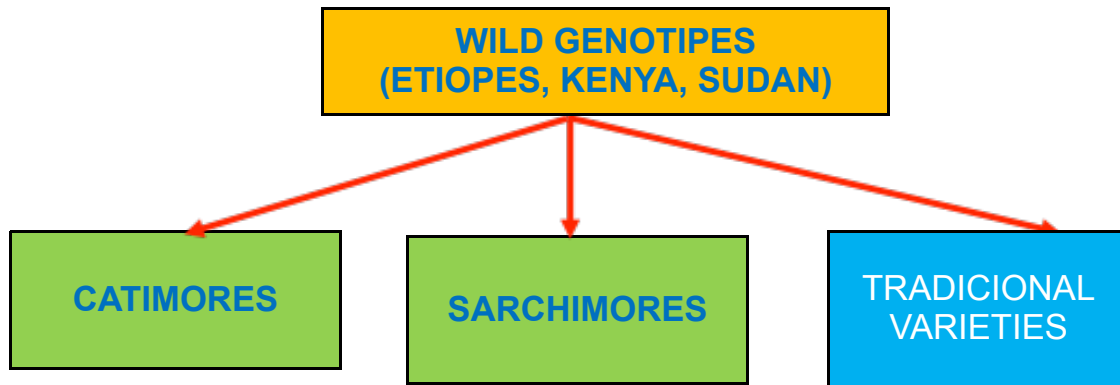 WILD GENOTIPES
(ETIOPES, KENYA, SUDAN)
CATIMORES
SARCHIMORES
TRADICIONAL
VARIETIES